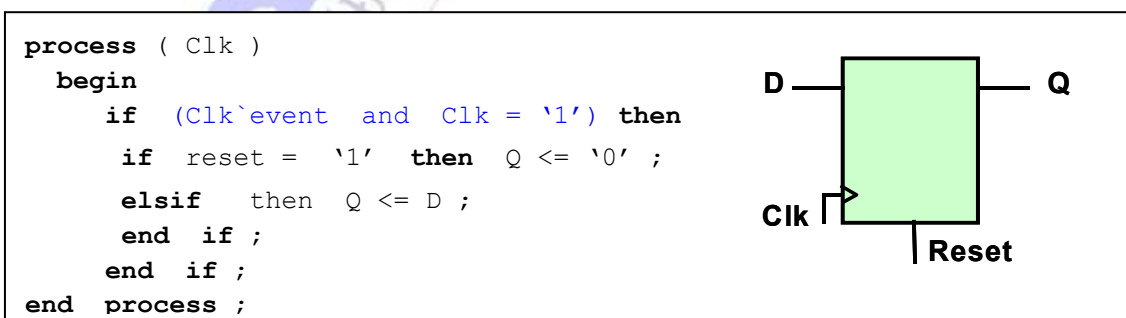 process ( Clk )
begin
if (Clk`event and Clk = ‘1’) then
if reset = ‘1’ then Q <= ‘0’ ;
elsif then Q <= D ;
end if ;
end if ;
end process ;
D
Q
Clk
Reset